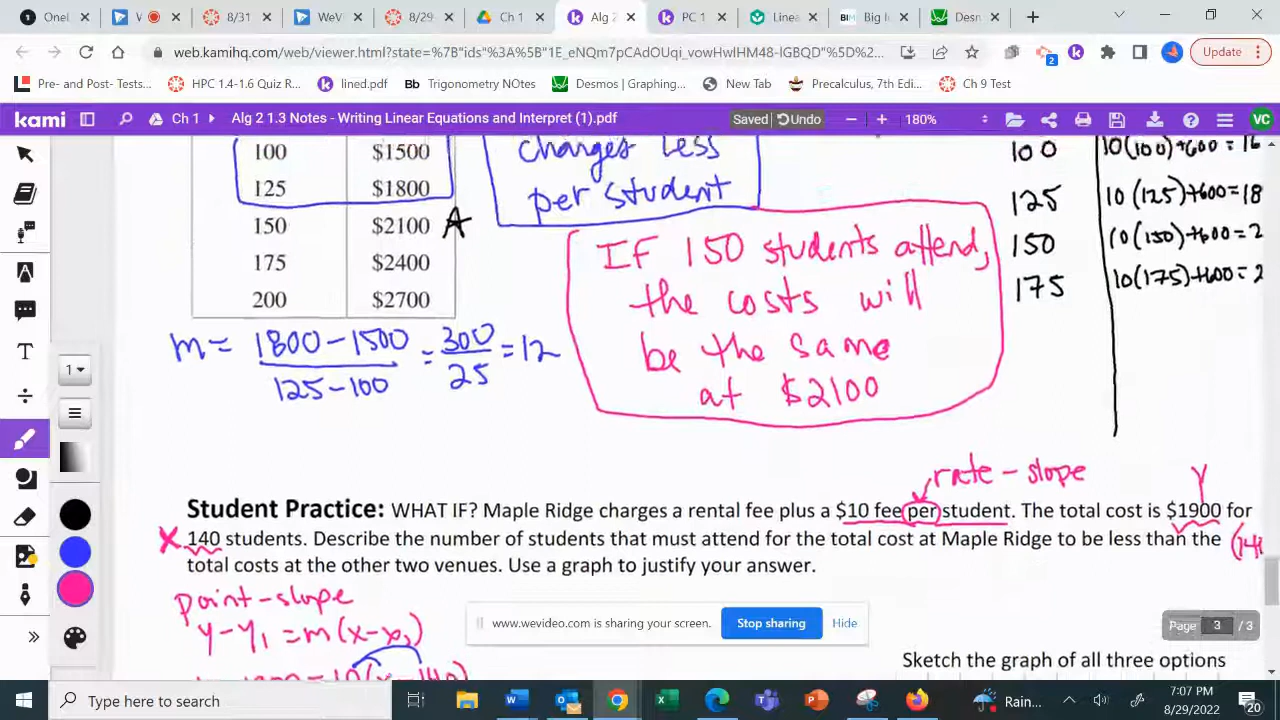 8/31
WeV
8/29
Ch 1
Alg 2
PC 1
Linea
Big I
Desm
web.kamihq.com/web/viewer.html?state=%7B"ids"%3A%5B"1E_eNQm7pCAdOUqi_vowHwlHM48-lGBQD"%5D%2C...
Update
Pre- and Post- Tests...
HPC 1.4-1.6 Quiz R...
lined.pdf
Trigonometry NOtes
Desmos | Graphing...
New Tab
Precalculus, 7th Edi...
Ch 9 Test
kami
Ch 1
Alg 2 1.3 Notes - Writing Linear Equations and Interpret (1).pdf
Saved Undo
180%
VC
100 $1500
125 $1800
150 $2100
175 $2400
200 $2700
changes less
per student
100 10(100)+600=16
125 10(125)+600=18
150 10(150)+600=2
175 10(175)+600=2
If 150 students attend,
the costs will
be the same
at $2100
m= 1800-1500 / 125-100 = 300/25 = 12
rate - slope
Y
Student Practice: WHAT IF? Maple Ridge charges a rental fee plus a $10 fee per student. The total cost is $1900 for
X 140 students. Describe the number of students that must attend for the total cost at Maple Ridge to be less than the
total costs at the other two venues. Use a graph to justify your answer.
point-slope
y-y1=m(x-x1)
www.wevideo.com is sharing your screen.
Stop sharing
Hide
Page 3 / 3
Sketch the graph of all three options
Type here to search
Rain...
7:07 PM
8/29/2022
20